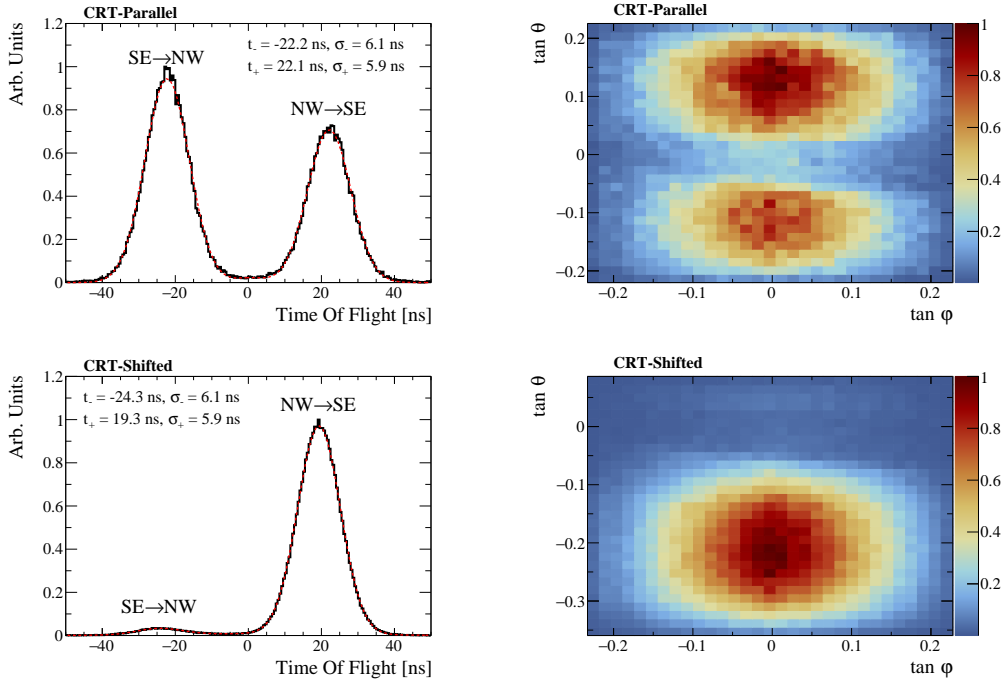 CRT-Parallel
Arb. Units
1.2
1
0.8
0.6
0.4
0.2
0
t₋ = -22.2 ns, σ₋ = 6.1 ns
t₊ = 22.1 ns, σ₊ = 5.9 ns
SE→NW
NW→SE
−40 −20 0 20 40
Time Of Flight [ns]
CRT-Parallel
tan θ
0.2
0.1
0
−0.1
−0.2
−0.2 −0.1 0 0.1 0.2
tan φ
1
0.8
0.6
0.4
0.2
CRT-Shifted
Arb. Units
1.2
1
0.8
0.6
0.4
0.2
0
t₋ = -24.3 ns, σ₋ = 6.1 ns
t₊ = 19.3 ns, σ₊ = 5.9 ns
NW→SE
SE→NW
−40 −20 0 20 40
Time Of Flight [ns]
CRT-Shifted
tan θ
0
−0.1
−0.2
−0.3
−0.2 −0.1 0 0.1 0.2
tan φ
1
0.8
0.6
0.4
0.2